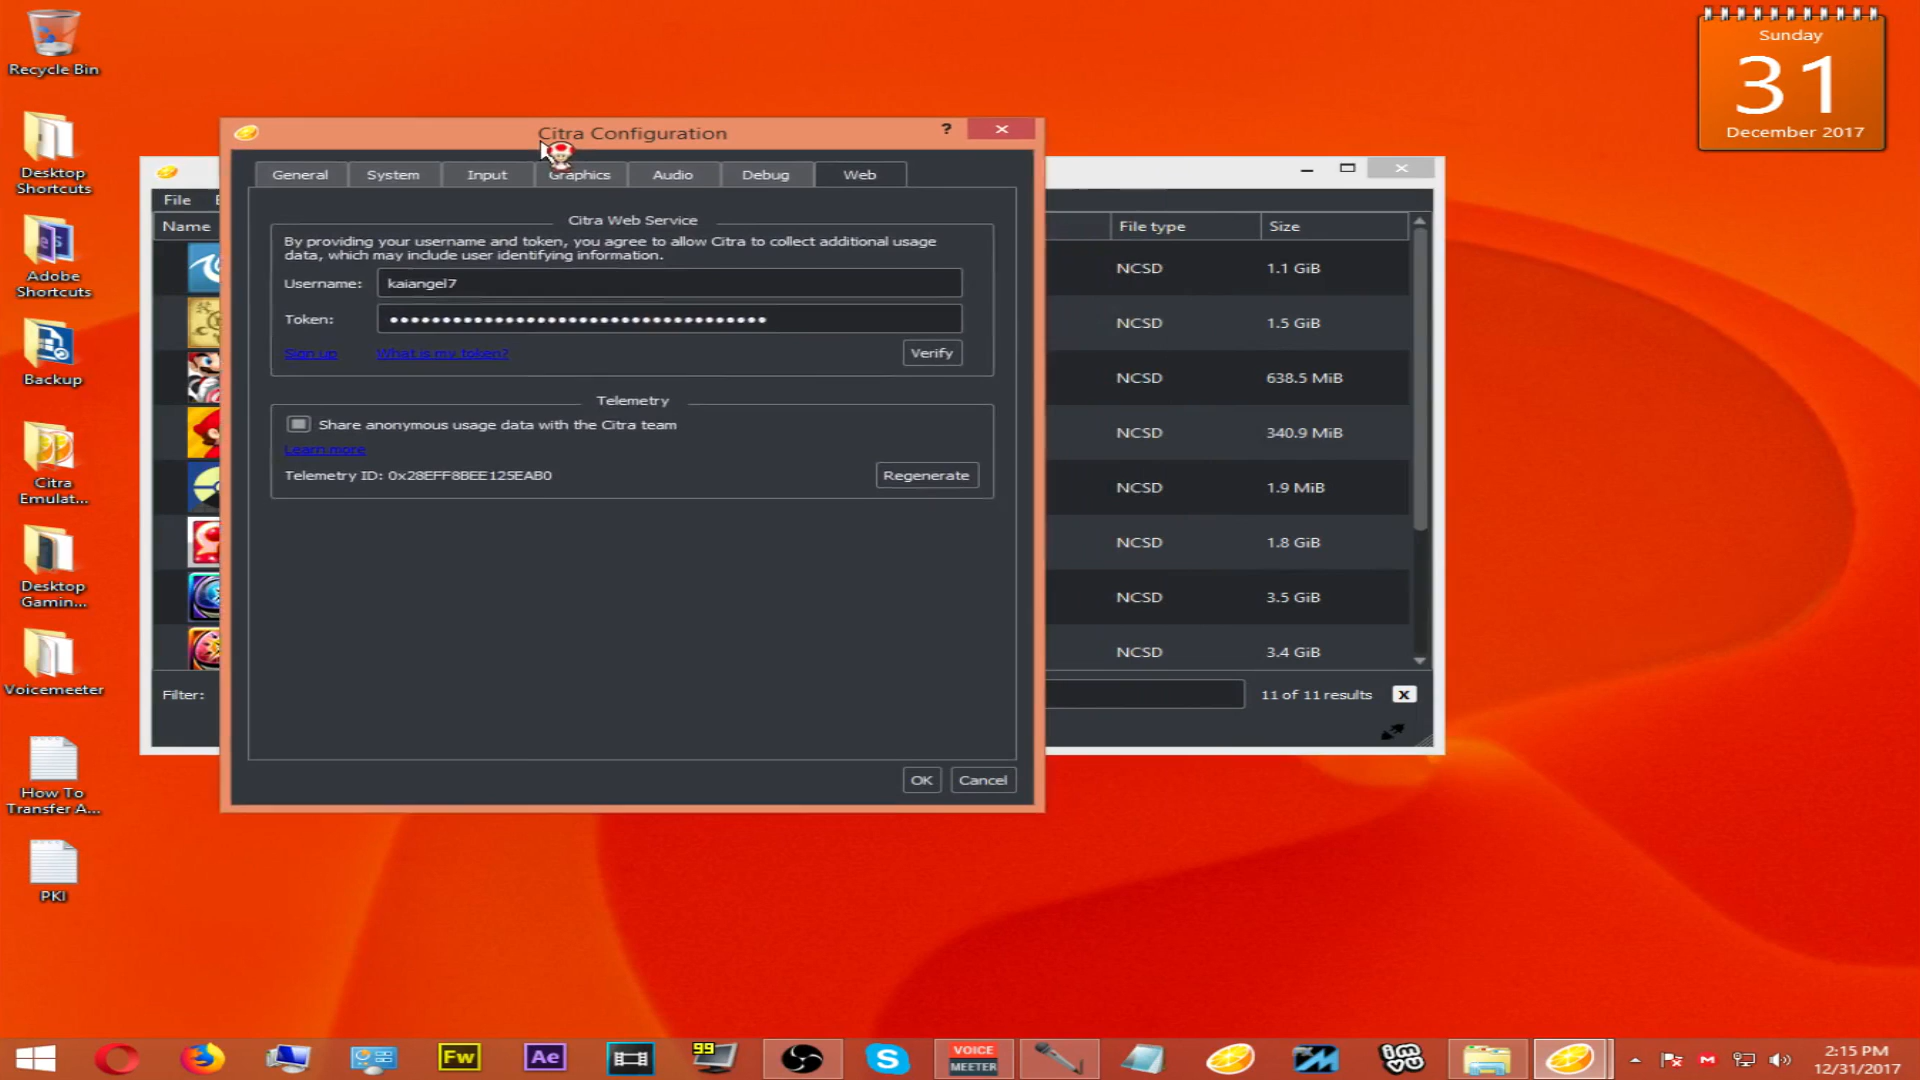 Recycle Bin
Desktop
Shortcuts
Adobe
Shortcuts
Backup
Citra
Emulat...
Desktop
Gamin...
Voicemeeter
How To
Transfer A...
PKI
Sunday
31
December 2017
Citra Configuration
?
General
System
Input
Graphics
Audio
Debug
Web
Citra Web Service
By providing your username and token, you agree to allow Citra to collect additional usage
data, which may include user identifying information.
Username: kaiangel7
Token: ••••••••••••••••••••••••••••••••••••
Sign up
What is my token?
Verify
Telemetry
Share anonymous usage data with the Citra team
Learn more
Telemetry ID: 0x28EFF8BEE125EAB0
Regenerate
OK
Cancel
File
Name
File type
Size
NCSD 1.1 GiB
NCSD 1.5 GiB
NCSD 638.5 MiB
NCSD 340.9 MiB
NCSD 1.9 MiB
NCSD 1.8 GiB
NCSD 3.5 GiB
NCSD 3.4 GiB
Filter:
11 of 11 results
Fw
Ae
99
VOICE
MEETER
2:15 PM
12/31/2017